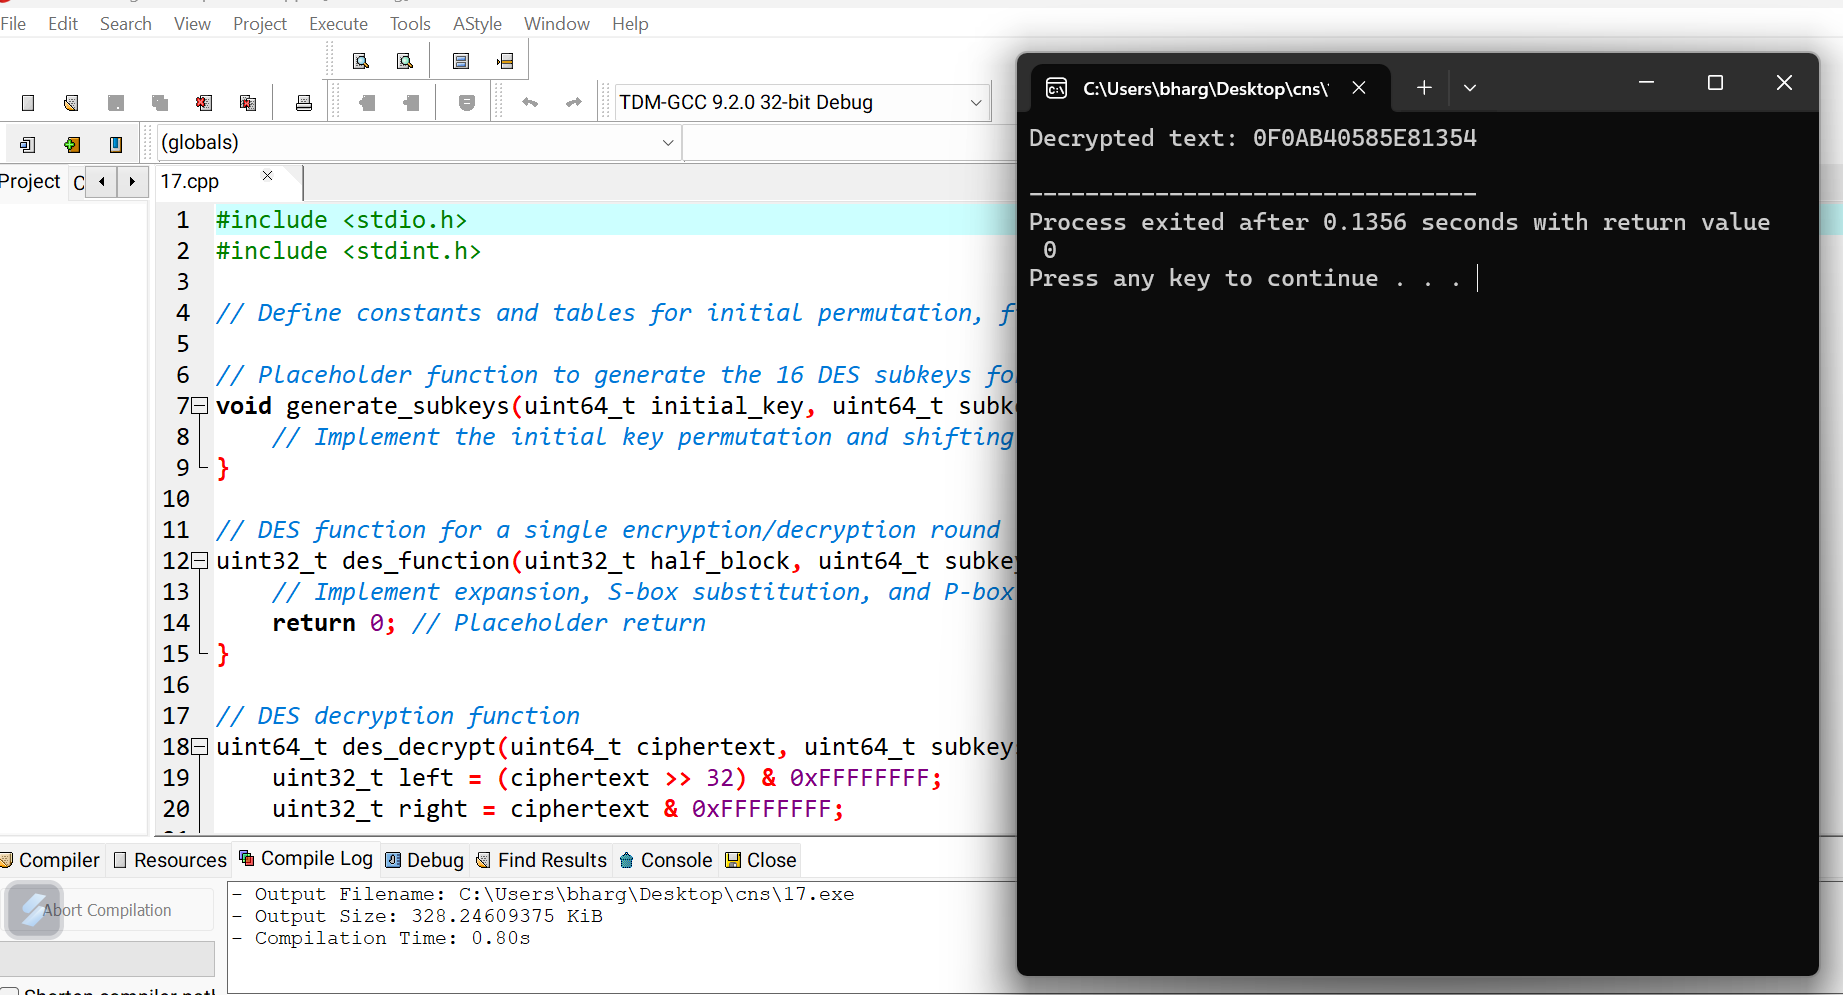 File Edit Search View Project Execute Tools AStyle Window Help
TDM-GCC 9.2.0 32-bit Debug
(globals)
Project C
17.cpp
1 #include <stdio.h>
2 #include <stdint.h>
3
4 // Define constants and tables for initial permutation, f
5
6 // Placeholder function to generate the 16 DES subkeys fo
7 void generate_subkeys(uint64_t initial_key, uint64_t subk
8 // Implement the initial key permutation and shifting
9 }
10
11 // DES function for a single encryption/decryption round
12 uint32_t des_function(uint32_t half_block, uint64_t subkey
13 // Implement expansion, S-box substitution, and P-box
14 return 0; // Placeholder return
15 }
16
17 // DES decryption function
18 uint64_t des_decrypt(uint64_t ciphertext, uint64_t subkey
19 uint32_t left = (ciphertext >> 32) & 0xFFFFFFFF;
20 uint32_t right = ciphertext & 0xFFFFFFFF;
Compiler Resources Compile Log Debug Find Results Console Close
Abort Compilation
- Output Filename: C:\Users\bharg\Desktop\cns\17.exe
- Output Size: 328.24609375 KiB
- Compilation Time: 0.80s
C:\Users\bharg\Desktop\cns\
Decrypted text: 0F0AB40585E81354
--------------------------------
Process exited after 0.1356 seconds with return value
0
Press any key to continue . . .